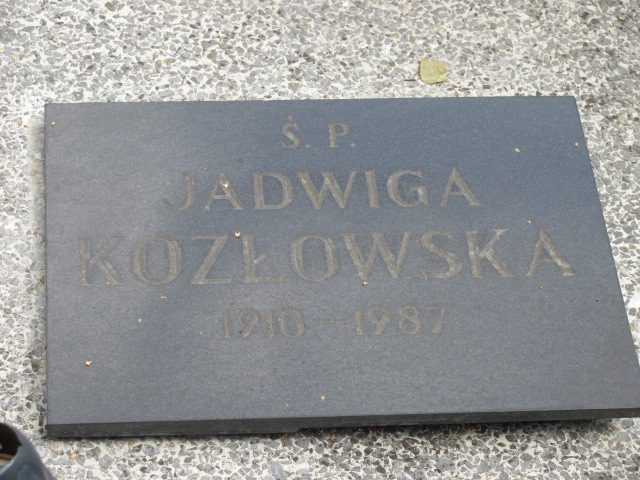 Ś. P.
JADWIGA
KOZŁOWSKA
1910-1987